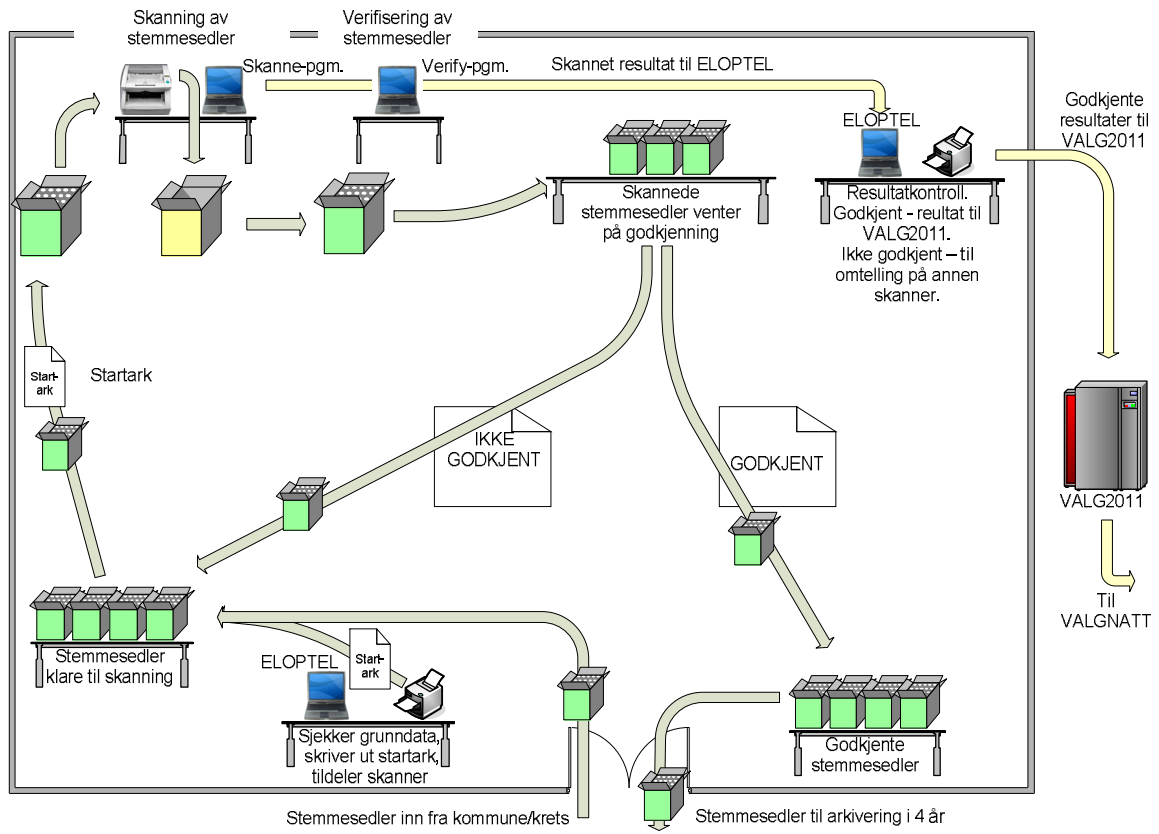 Skanning av
stemmesedler
Verifisering av
stemmesedler
Skanne-pgm.
Verify-pgm.
Skannet resultat til ELOPTEL
ELOPTEL
Godkjente
resultater til
VALG2011
Skannede
stemmesedler venter
på godkjenning
Resultatkontroll.
Godkjent - reultat til
VALG2011.
Ikke godkjent – til
omtelling på annen
skanner.
Start-
ark
Startark
IKKE
GODKJENT
GODKJENT
VALG2011
Til
VALGNATT
Stemmesedler
klare til skanning
ELOPTEL
Start-
ark
Sjekker grunndata,
skriver ut startark,
tildeler skanner
Godkjente
stemmesedler
Stemmesedler inn fra kommune/krets
Stemmesedler til arkivering i 4 år